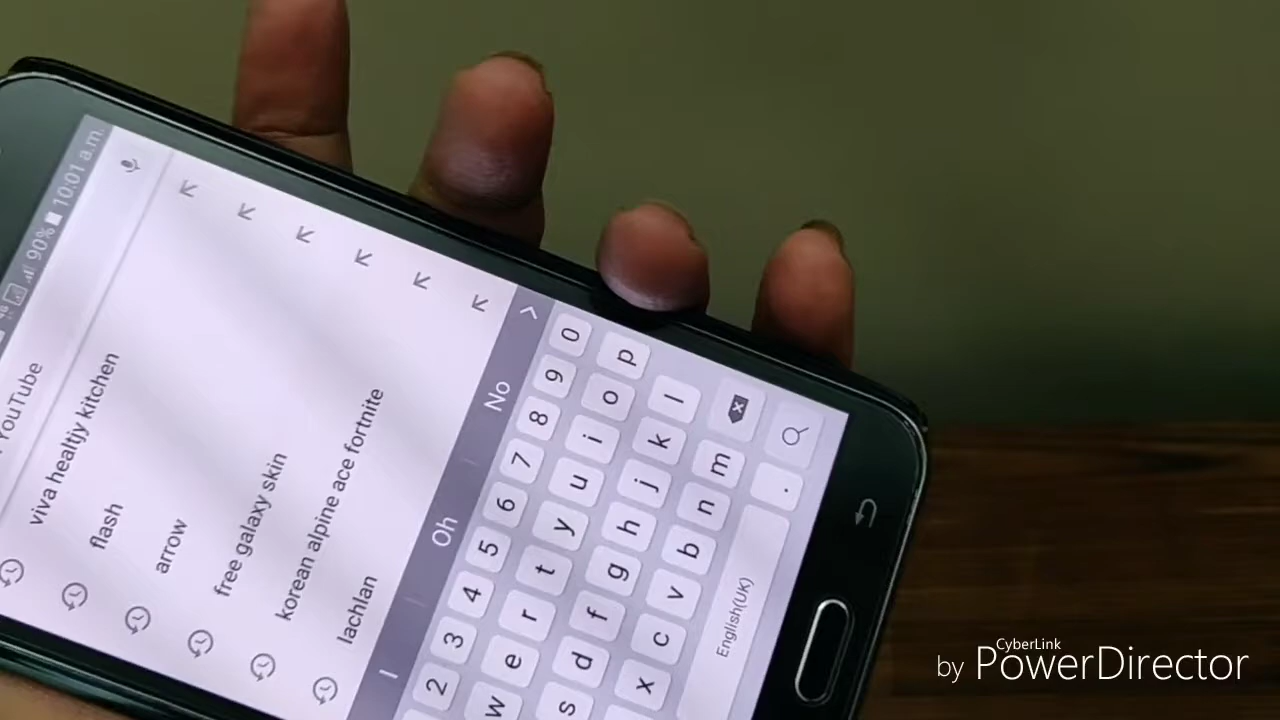 4G 90% 10:01 a.m.
YouTube
viva healtjy kitchen
flash
arrow
free galaxy skin
korean alpine ace fortnite
lachlan
I Oh No
2 3 4 5 6 7 8 9 0
w e r t y u i o p
s d f g h j k l
x c v b n m
English(UK) .
by CyberLink PowerDirector